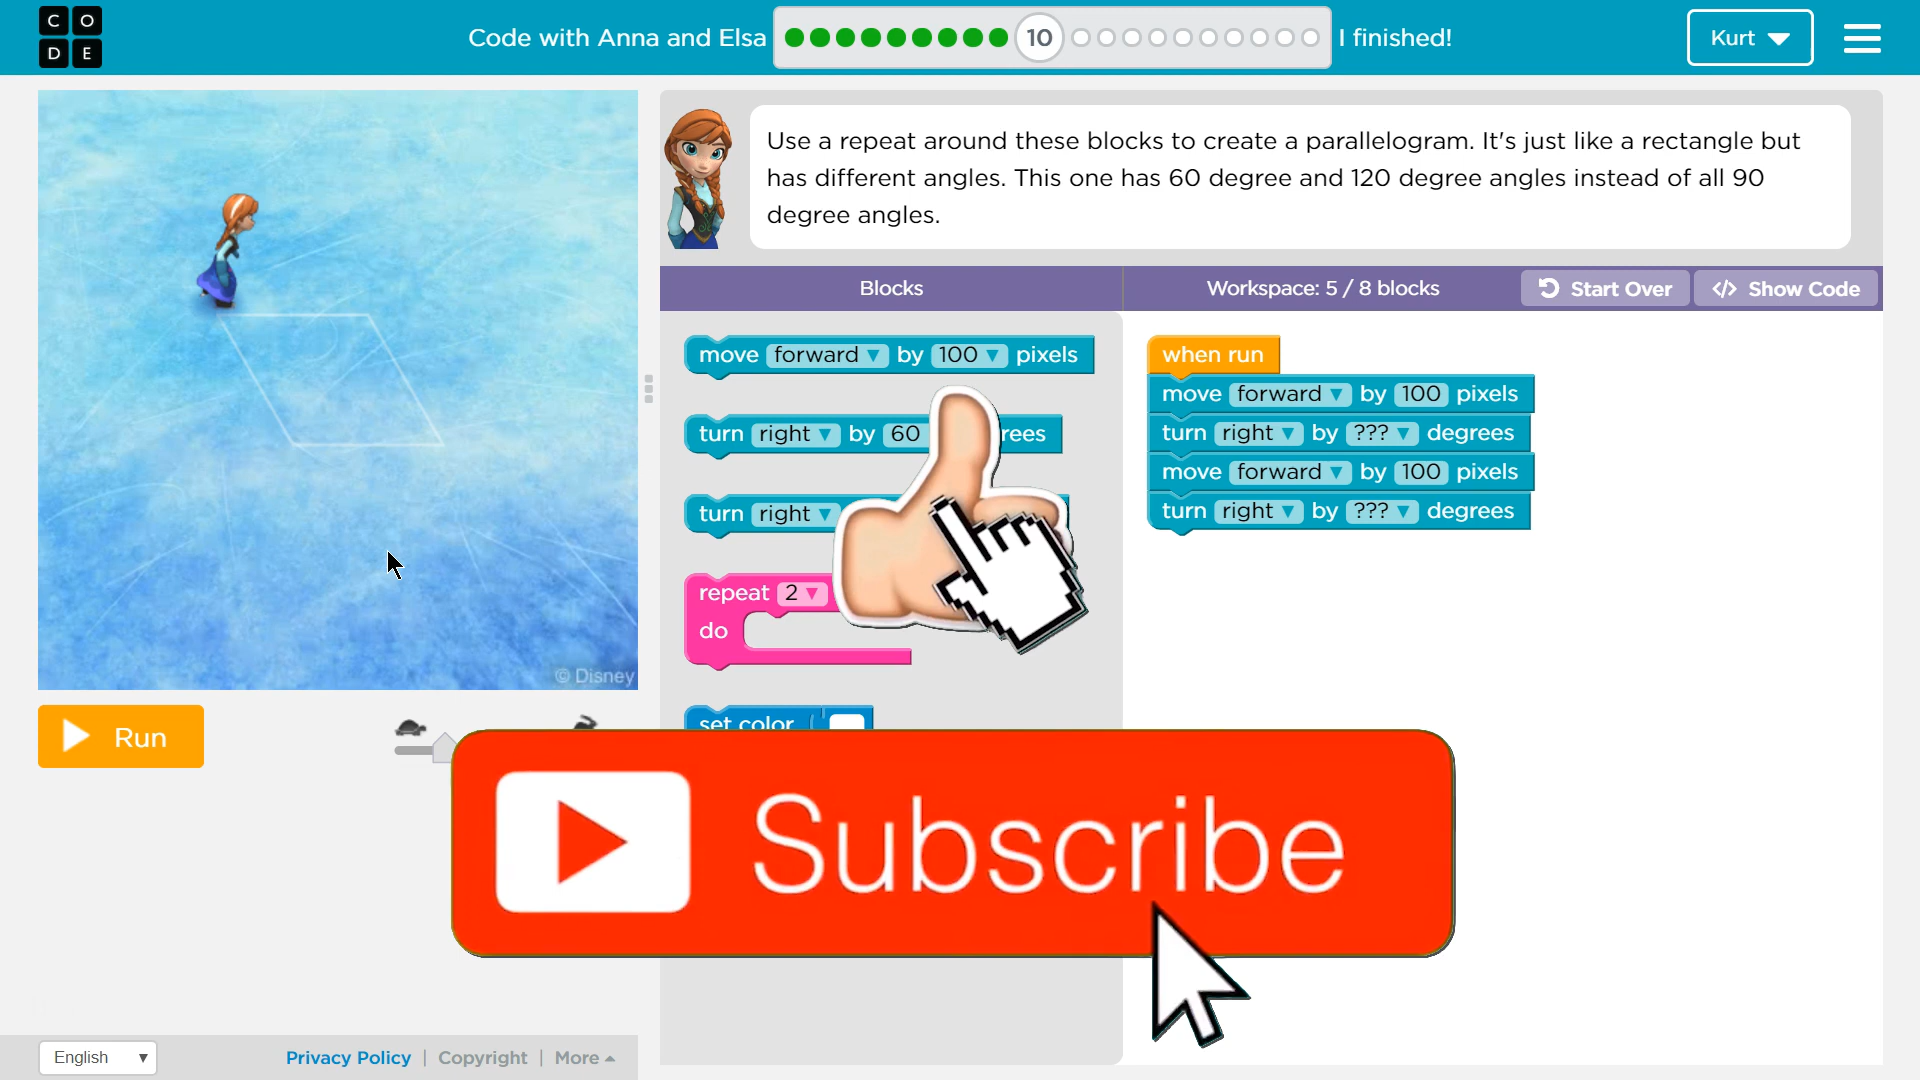 C O
D E
Code with Anna and Elsa
10
I finished!
Kurt
Use a repeat around these blocks to create a parallelogram. It's just like a rectangle but
has different angles. This one has 60 degree and 120 degree angles instead of all 90
degree angles.
Blocks
Workspace: 5 / 8 blocks
Start Over
</> Show Code
move forward by 100 pixels
turn right by 60 rees
turn right
repeat 2
do
set color
when run
move forward by 100 pixels
turn right by ??? degrees
move forward by 100 pixels
turn right by ??? degrees
© Disney
Run
Subscribe
English
Privacy Policy | Copyright | More